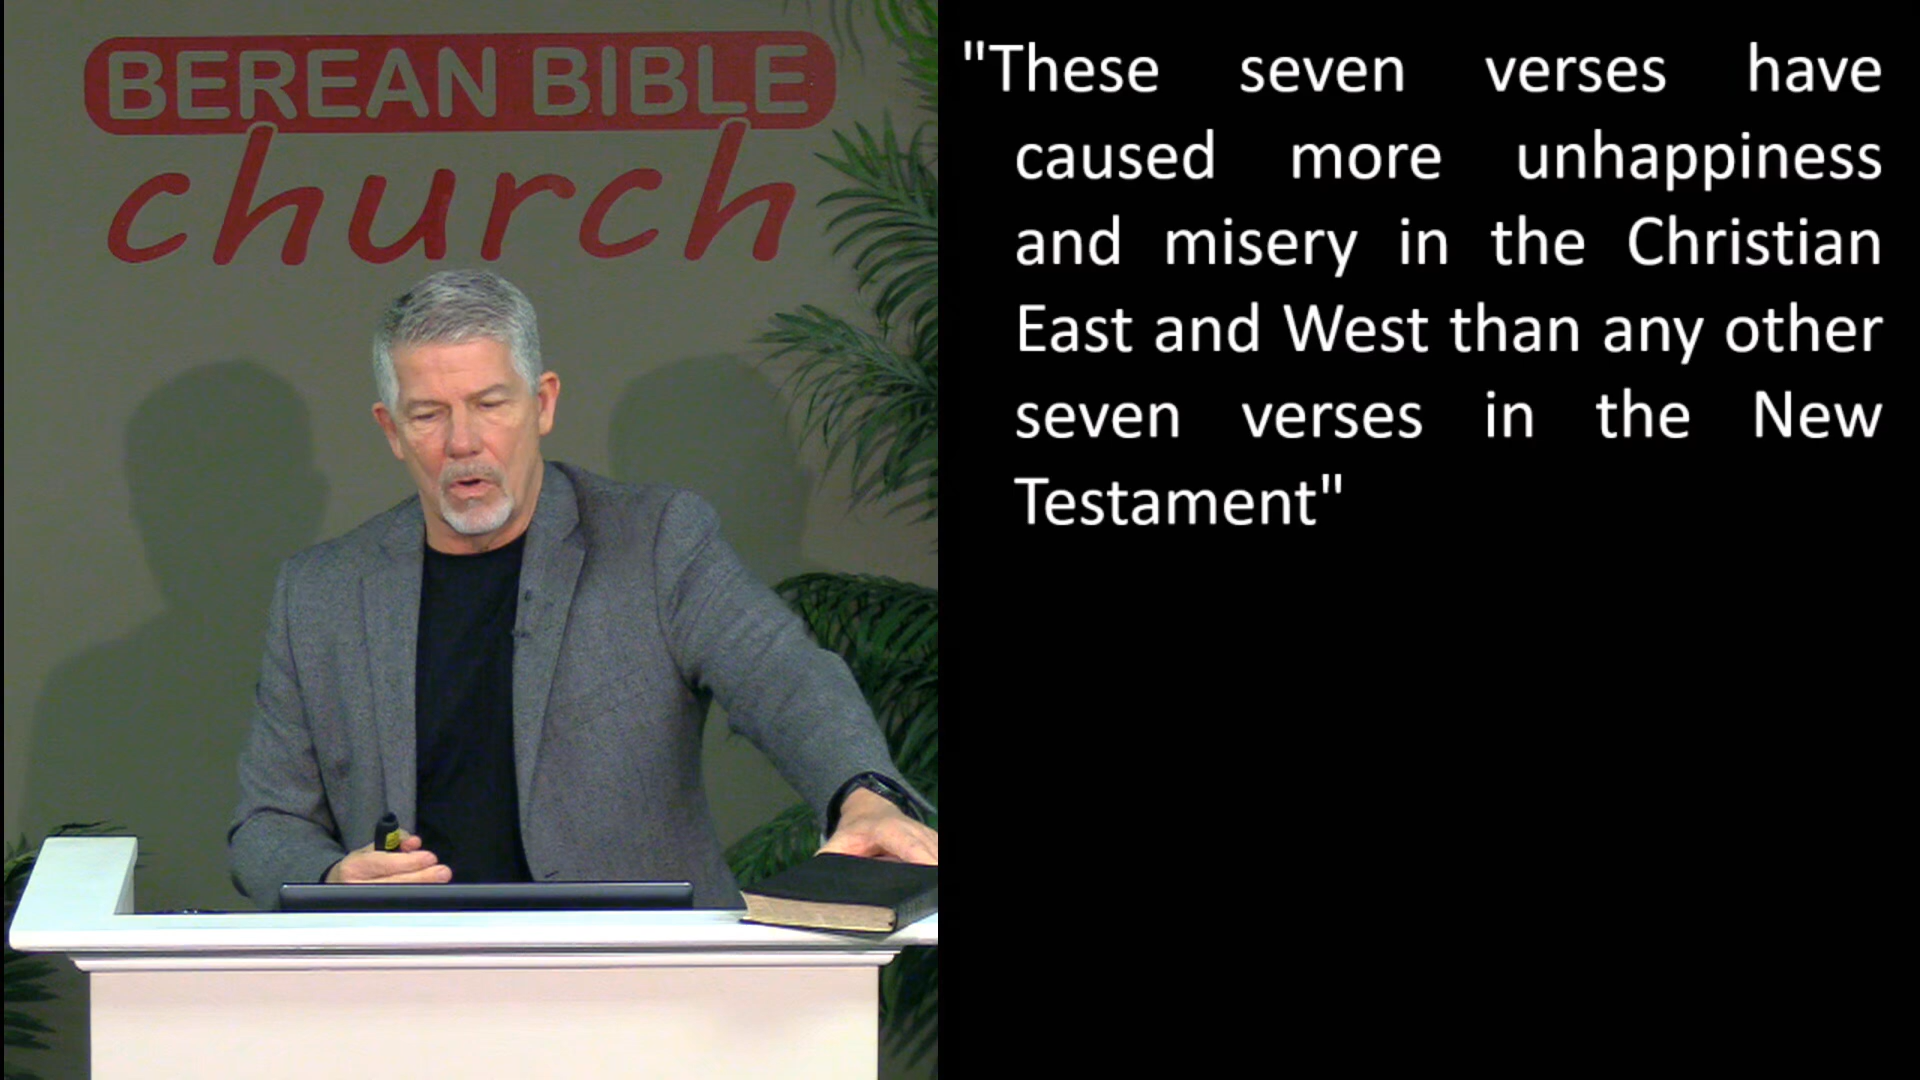 BEREAN BIBLE
church
"These seven verses have
caused more unhappiness
and misery in the Christian
East and West than any other
seven verses in the New
Testament"